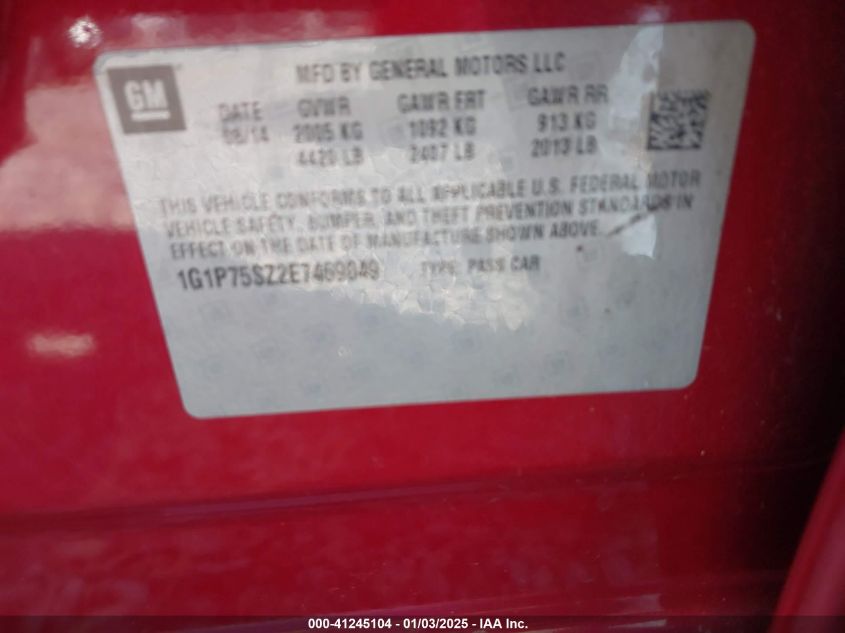 GM
MFD BY GENERAL MOTORS LLC
DATE GVWR GAWR FRT GAWR RR
08/14 2005 KG 1092 KG 913 KG
4420 LB 2407 LB 2013 LB
THIS VEHICLE CONFORMS TO ALL APPLICABLE U.S. FEDERAL MOTOR
VEHICLE SAFETY, BUMPER, AND THEFT PREVENTION STANDARDS IN
EFFECT ON THE DATE OF MANUFACTURE SHOWN ABOVE.
1G1P75SZ2E7469049 TYPE: PASS CAR
000-41245104 | 01/03/2025 - IAA Inc.